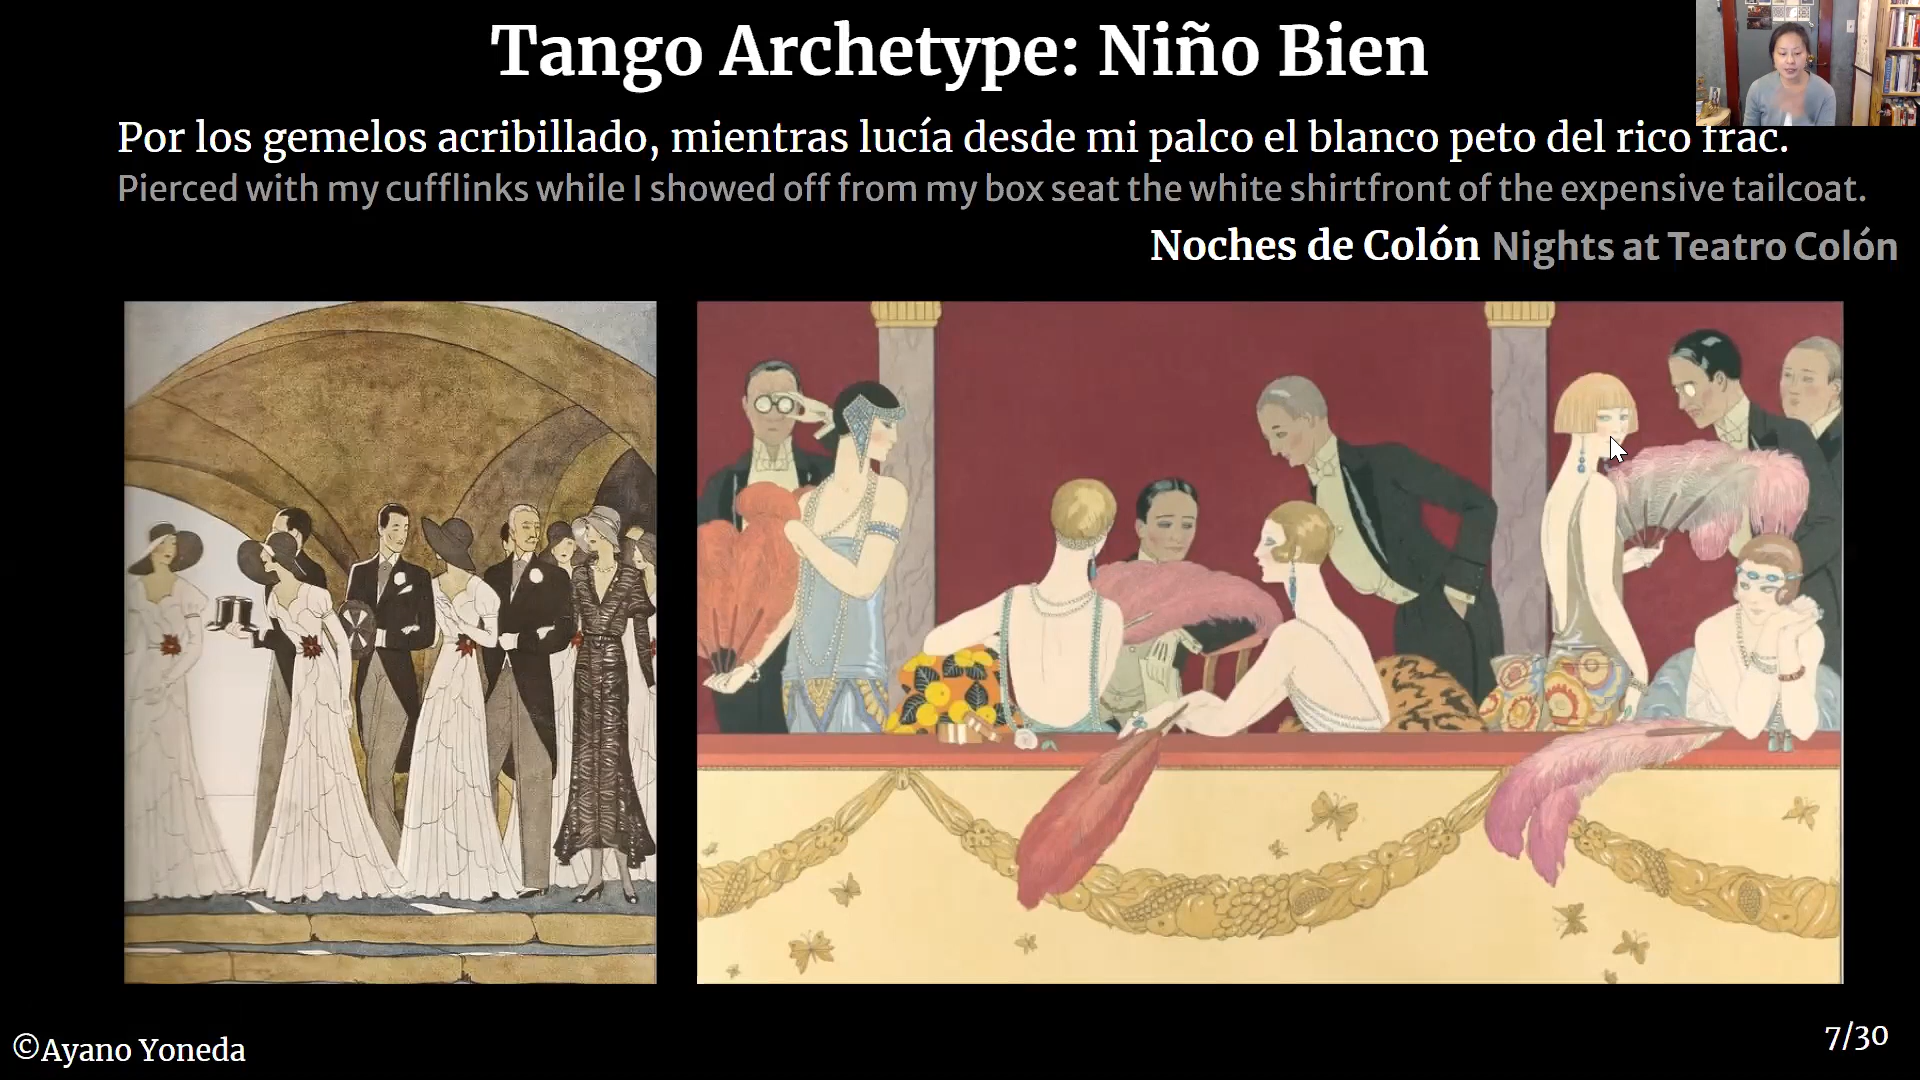 Tango Archetype: Niño Bien
Por los gemelos acribillado, mientras lucía desde mi palco el blanco peto del rico frac.
Pierced with my cufflinks while I showed off from my box seat the white shirtfront of the expensive tailcoat.
Noches de Colón Nights at Teatro Colón
©Ayano Yoneda
7/30